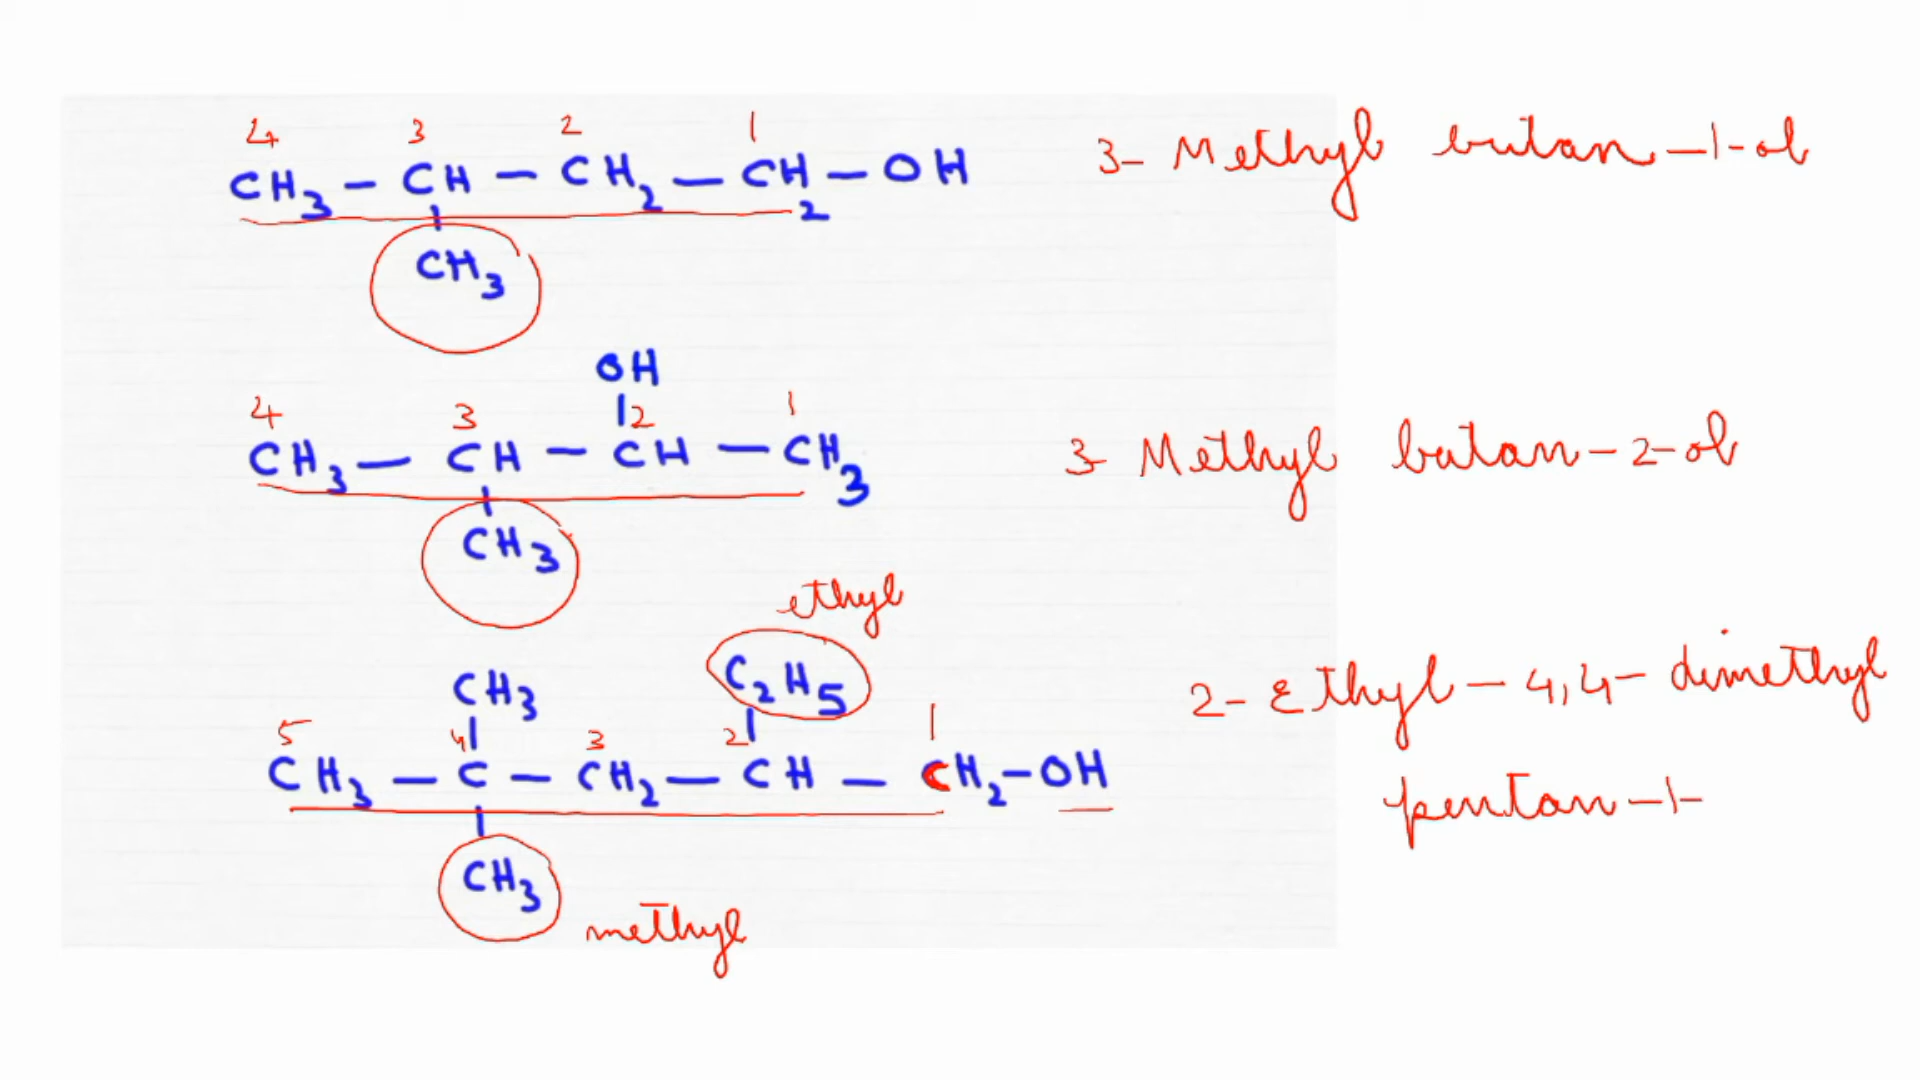 4 3 2 1
CH3 – CH – CH2 – CH2 – OH
CH3
3- Methyl butan – 1-ol
OH
4 3 2 1
CH3 – CH – CH – CH3
CH3
3- Methyl butan – 2-ol
ethyl
CH3 C2H5
5 4 3 2 1
CH3 – C – CH2 – CH – CH2 – OH
CH3
methyl
2- Ethyl – 4,4- dimethyl
pentan – 1-